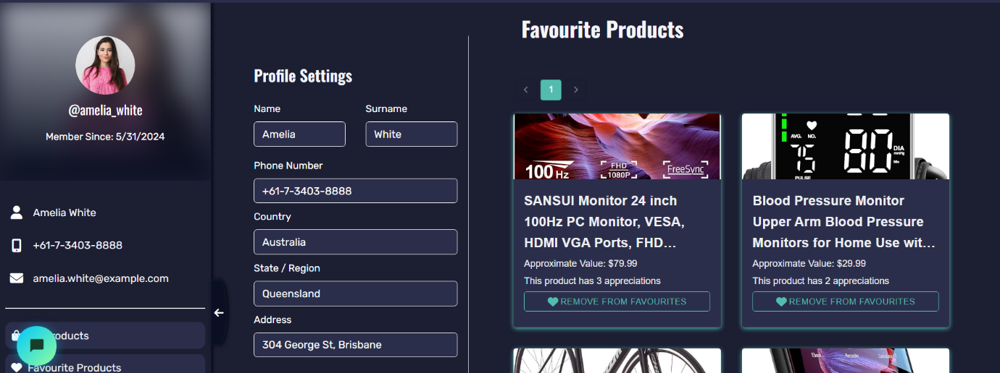 @amelia_white
Member Since: 5/31/2024
Amelia White
+61-7-3403-8888
amelia.white@example.com
roducts
Favourite Products
Profile Settings
Name
Surname
Amelia
White
Phone Number
+61-7-3403-8888
Country
Australia
State / Region
Queensland
Address
304 George St, Brisbane
Favourite Products
1
100 Hz
FHD
1080P
FreeSync
SANSUI Monitor 24 inch
100Hz PC Monitor, VESA,
HDMI VGA Ports, FHD...
Approximate Value: $79.99
This product has 3 appreciations
REMOVE FROM FAVOURITES
AVG. NO.
75
PULSE
80
DIA
mmHg
Min
Blood Pressure Monitor
Upper Arm Blood Pressure
Monitors for Home Use wit...
Approximate Value: $29.99
This product has 2 appreciations
REMOVE FROM FAVOURITES
Ebook
Recorder